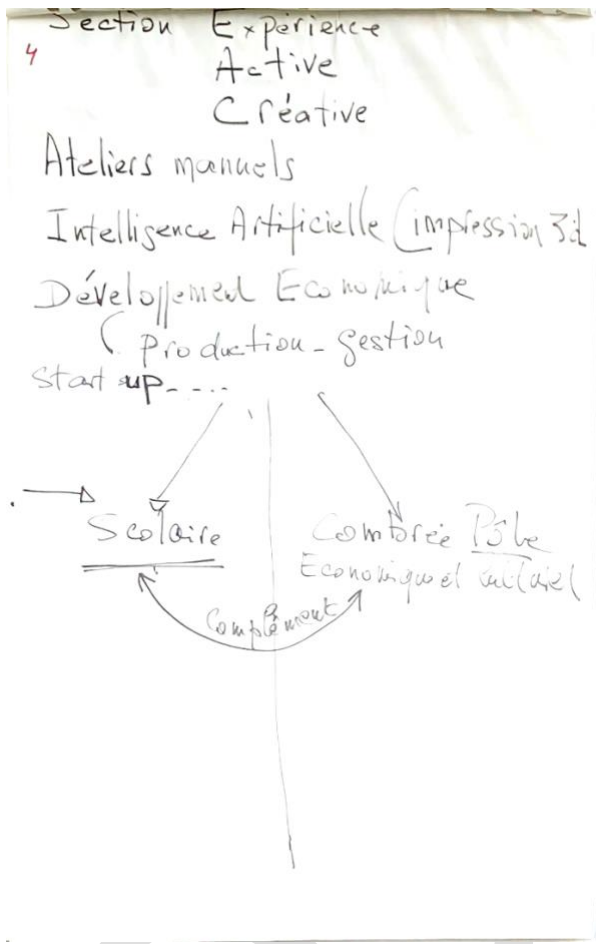 Section Expérience
4
Active
Créative
Ateliers manuels
Intelligence Artificielle (impression 3d
Développement Economique
( Production - gestion
Start up - - . . .
Scolaire
Combrée Pôle
Economique et culturel
Complément